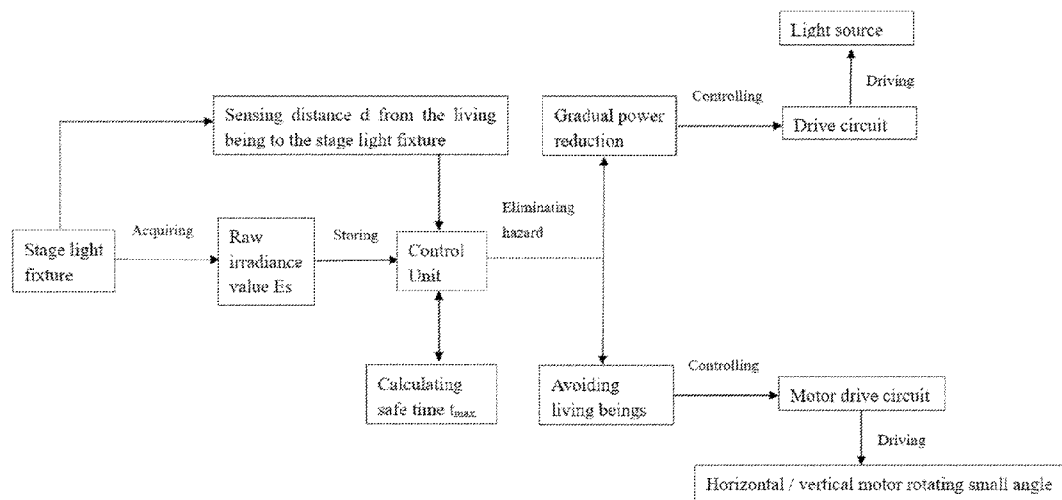 Light source
Driving
Controlling
Sensing distance d from the living
being to the stage light fixture
Gradual power
reduction
Drive circuit
Eliminating
hazard
Acquiring
Storing
Stage light
fixture
Raw
irradiance
value Es
Control
Unit
Controlling
Calculating
safe time tmax
Avoiding
living beings
Motor drive circuit
Driving
Horizontal / vertical motor rotating small angle